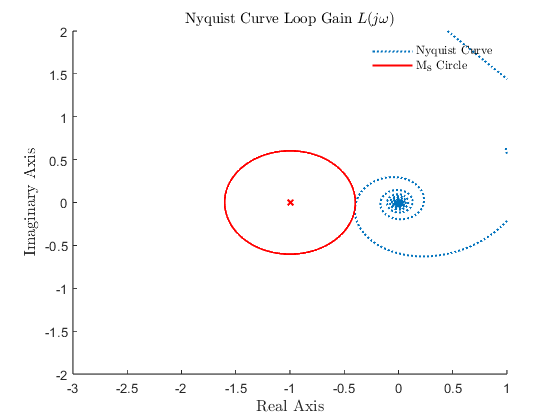 Nyquist Curve Loop Gain L(jω)
Nyquist Curve
Ms Circle
Imaginary Axis
2
1.5
1
0.5
0
-0.5
-1
-1.5
-2
-3 -2.5 -2 -1.5 -1 -0.5 0 0.5 1
Real Axis